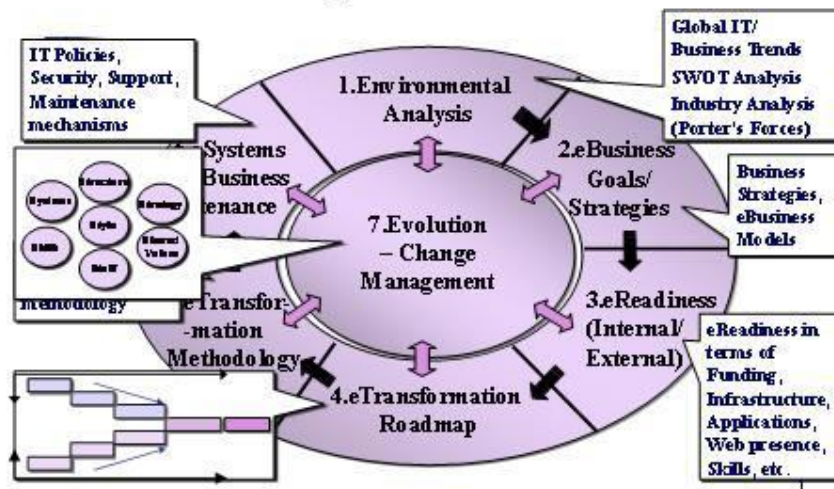 IT Policies,
Security, Support,
Maintenance
mechanisms
Global IT/
Business Trends
SWOT Analysis
Industry Analysis
(Porter's Forces)
1.Environmental
Analysis
2.eBusiness
Goals/
Strategies
Business
Strategies,
eBusiness
Models
Systems
Business
tenance
Structure
Systems
Strategy
Style
Skills
Shared
Values
Staff
7.Evolution
– Change
Management
3.eReadiness
(Internal/
External)
eReadiness in
terms of
Funding,
Infrastructure,
Applications,
Web presence,
Skills, etc.
methodology
eTransfor-
-mation
Methodology
4.eTransformation
Roadmap